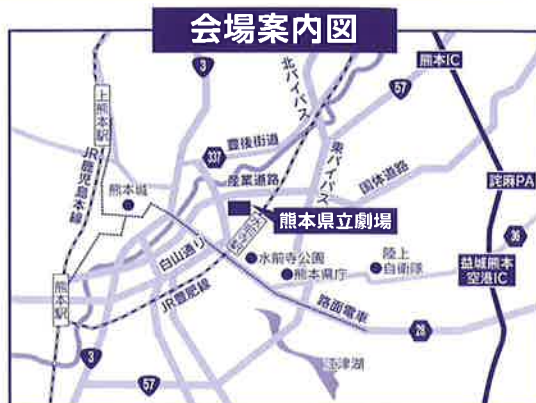 会場案内図
3
北バイパス
57
熊本IC
上熊本駅
JR鹿児島本線
豊後街道
337
産業道路
東バイパス
国体道路
託麻PA
熊本城
熊本県立劇場
36
白山通り
水前寺公園
陸上
自衛隊
熊本県庁
益城熊本
空港IC
熊本駅
JR豊肥線
路面電車
28
3
江津湖
57